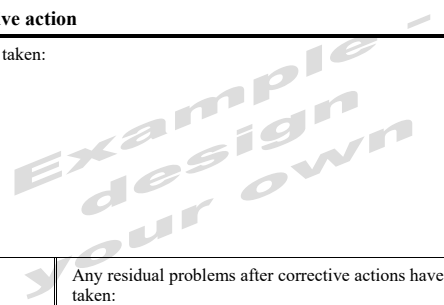 ve action
taken:
Example -
design
your own
Any residual problems after corrective actions have
taken: